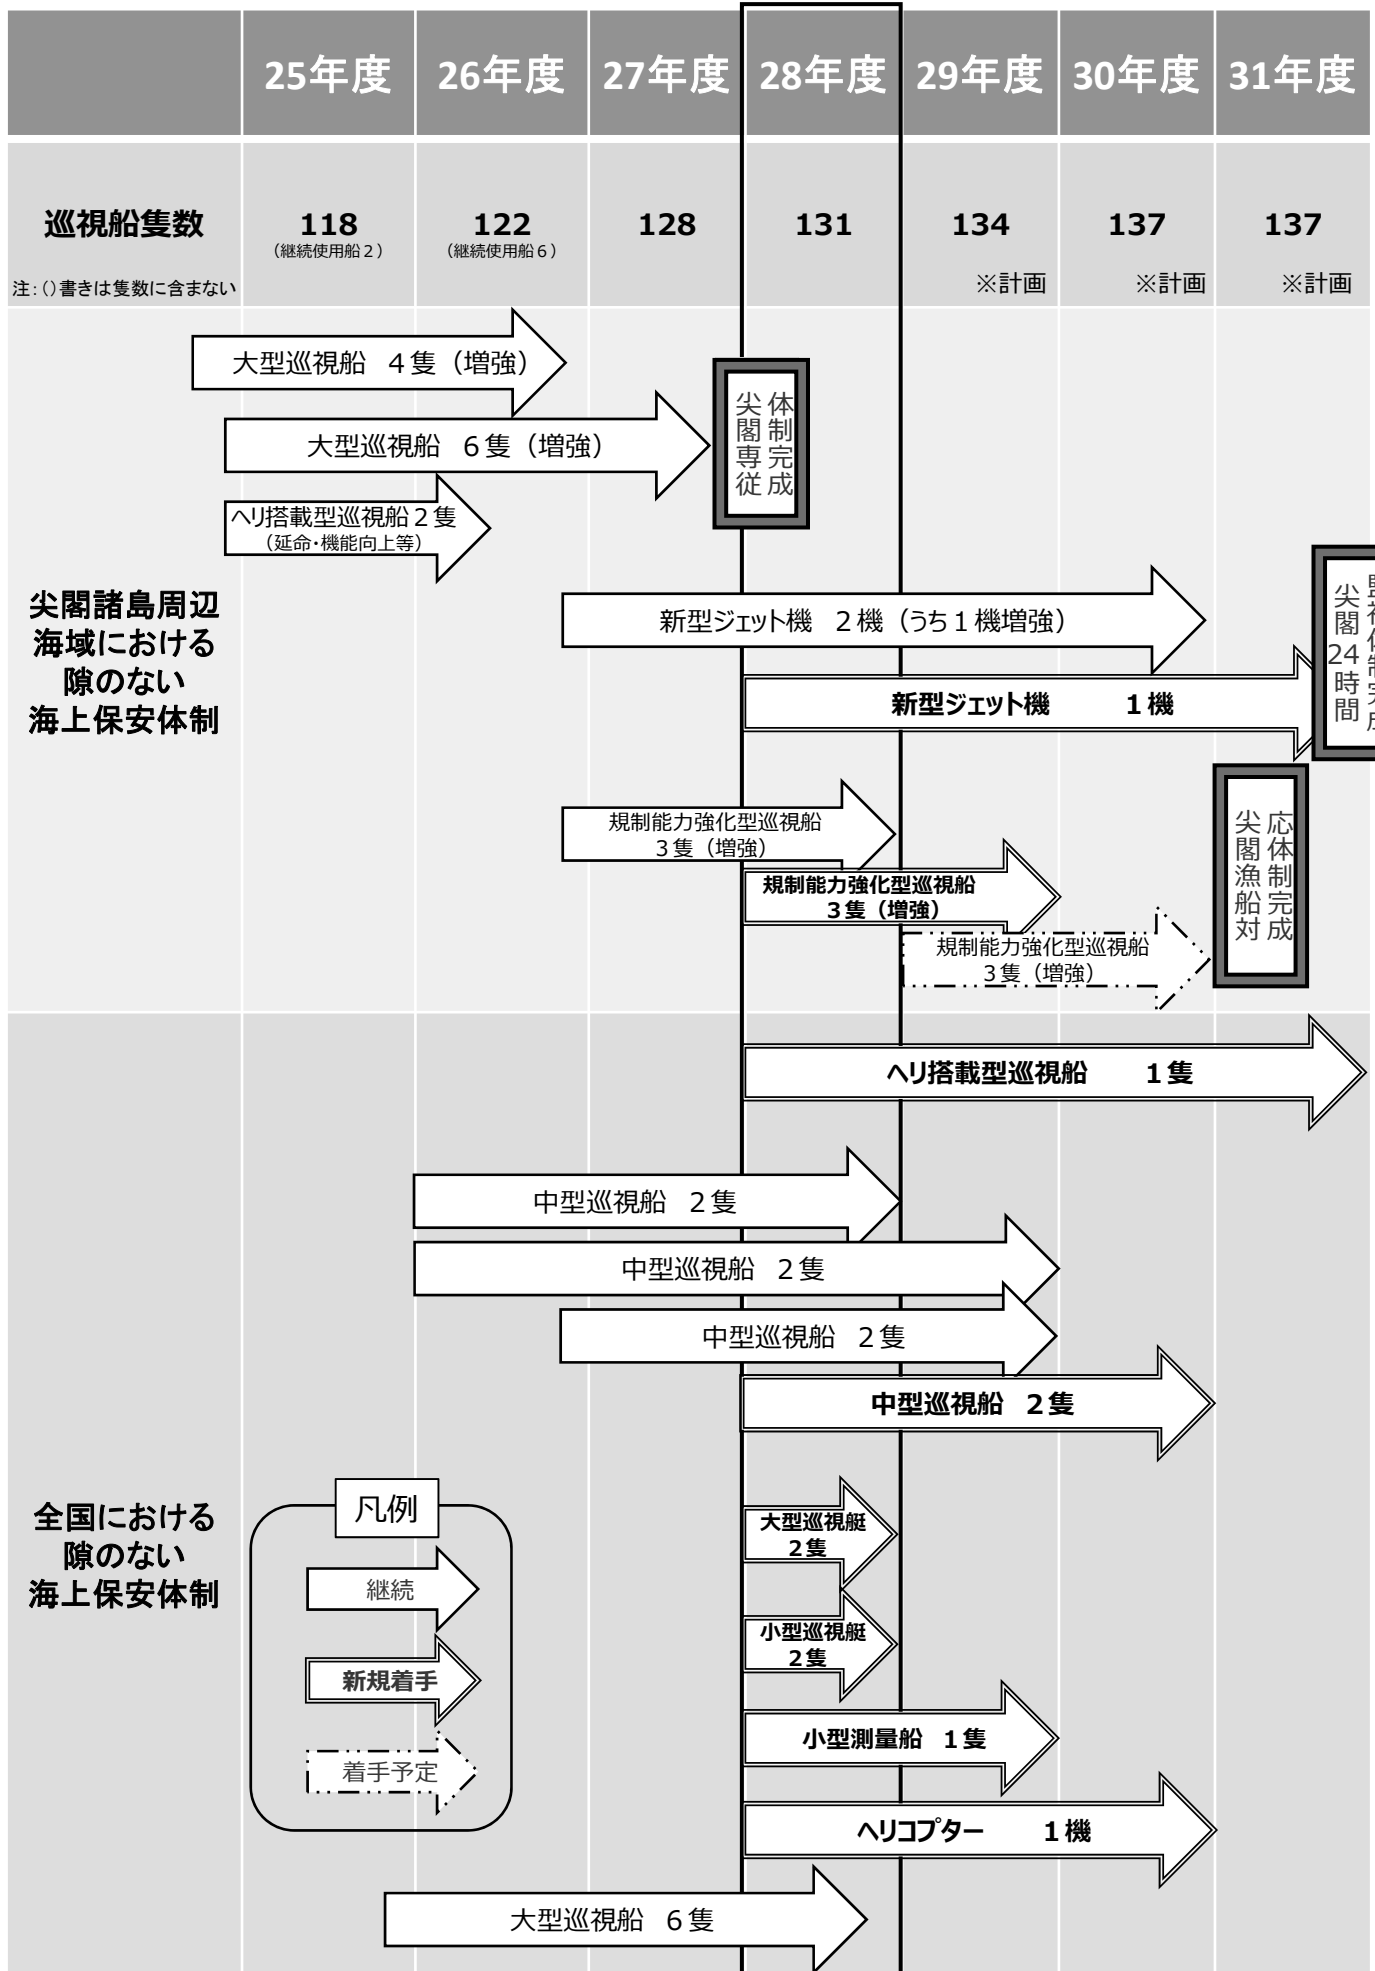 25年度 26年度 27年度 28年度 29年度 30年度 31年度
巡視船隻数 118 122 128 131 134 137 137
（継続使用船２） （継続使用船６）
注：（）書きは隻数に含まない ※計画 ※計画 ※計画
大型巡視船 ４隻（増強）
大型巡視船 ６隻（増強）
ヘリ搭載型巡視船２隻
（延命・機能向上等）
尖閣専従
体制完成
尖閣諸島周辺
海域における
隙のない
海上保安体制
新型ジェット機 ２機（うち１機増強）
新型ジェット機 １機
尖閣24時間
監視体制完成
規制能力強化型巡視船
３隻（増強）
規制能力強化型巡視船
３隻（増強）
規制能力強化型巡視船
３隻（増強）
尖閣漁船対
応体制完成
ヘリ搭載型巡視船 １隻
中型巡視船 ２隻
中型巡視船 ２隻
中型巡視船 ２隻
中型巡視船 ２隻
全国における
隙のない
海上保安体制
凡例
継続
新規着手
着手予定
大型巡視艇
２隻
小型巡視艇
２隻
小型測量船 １隻
ヘリコプター １機
大型巡視船 ６隻